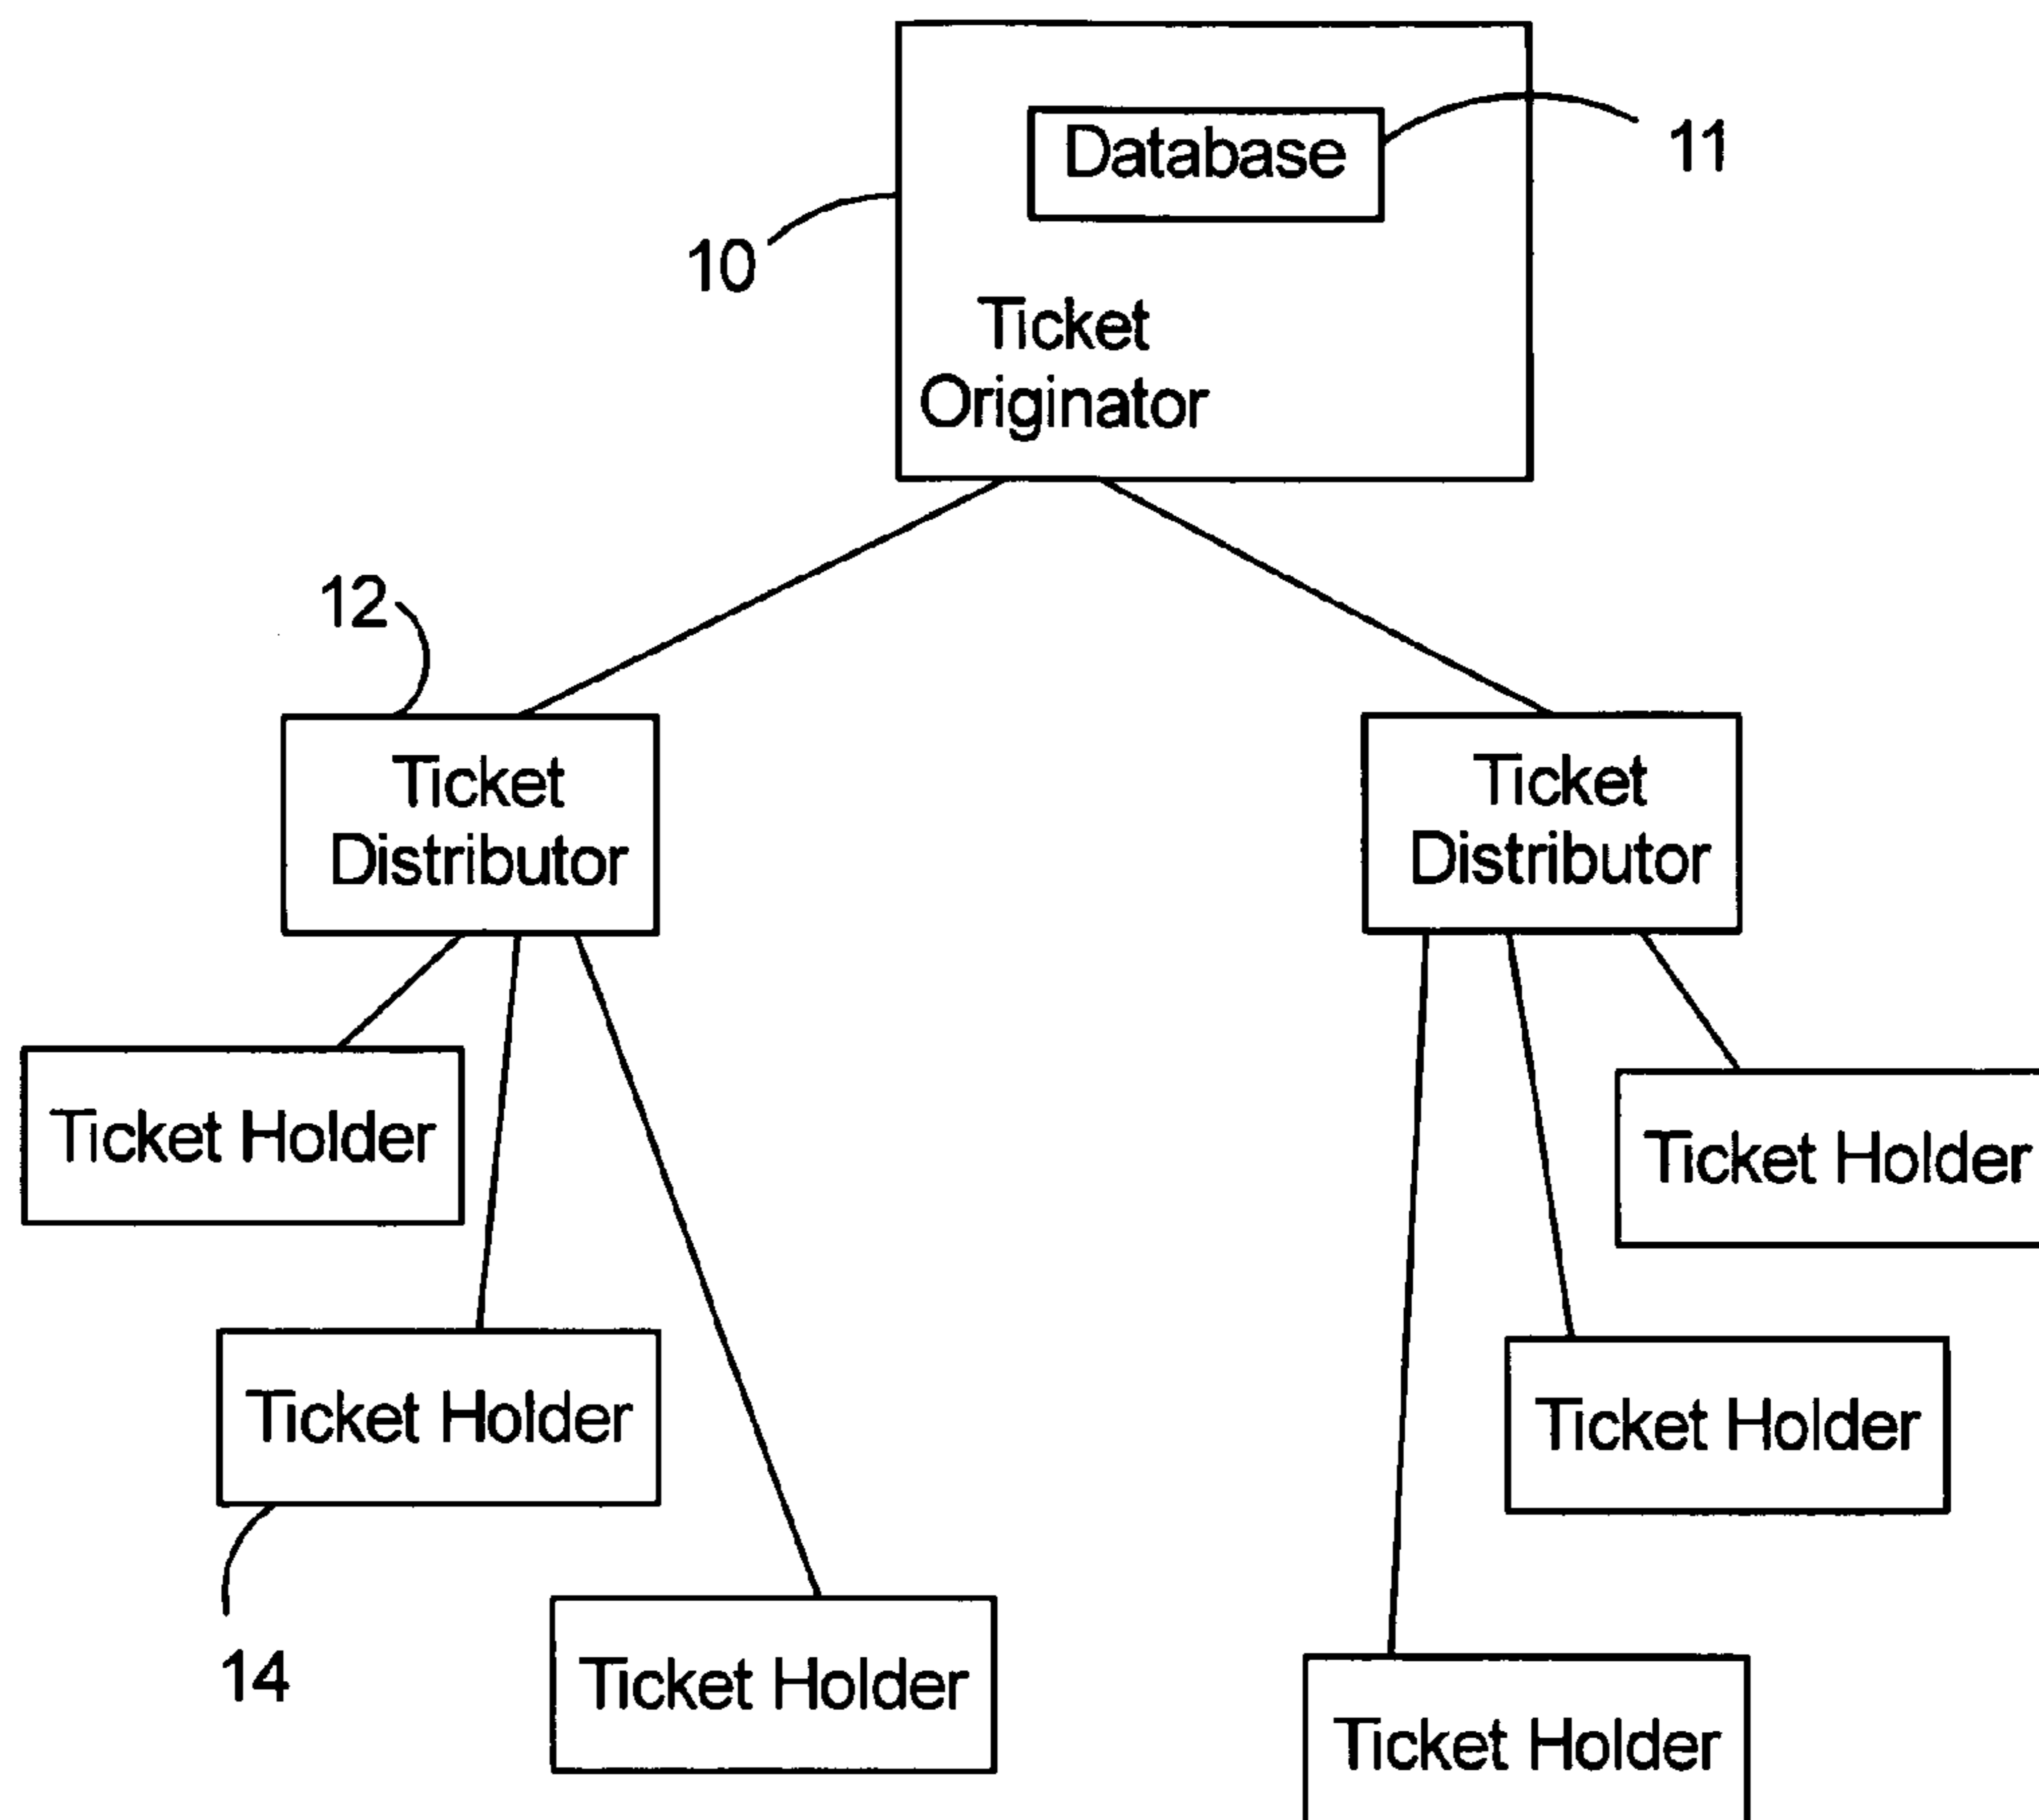 Database
11
10
Ticket
Originator
12
Ticket
Distributor
Ticket
Distributor
Ticket Holder
Ticket Holder
Ticket Holder
Ticket Holder
14
Ticket Holder
Ticket Holder